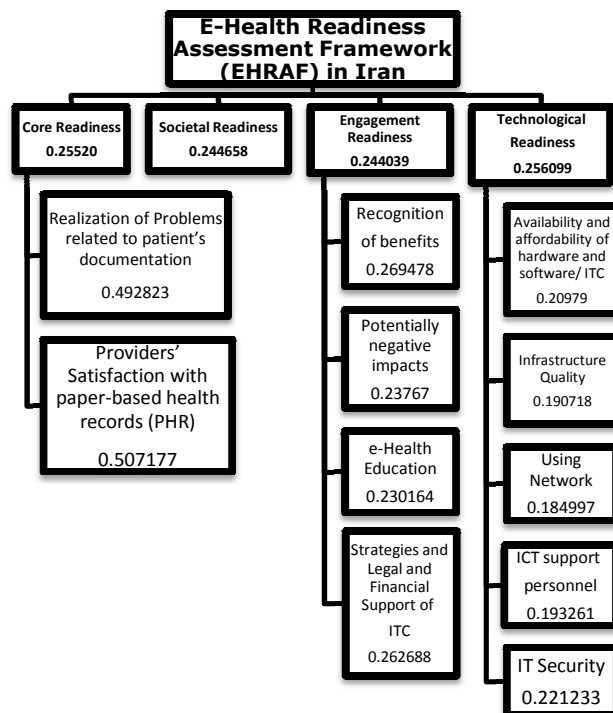 E-Health Readiness
Assessment Framework
(EHRAF) in Iran
Core Readiness
0.25520
Societal Readiness
0.244658
Engagement
Readiness
0.244039
Technological
Readiness
0.256099
Realization of Problems
related to patient's
documentation
0.492823
Providers'
Satisfaction with
paper-based health
records (PHR)
0.507177
Recognition
of benefits
0.269478
Potentially
negative
impacts
0.23767
e-Health
Education
0.230164
Strategies and
Legal and
Financial
Support of
ITC
0.262688
Availability and
affordability of
hardware and
software/ ITC
0.20979
Infrastructure
Quality
0.190718
Using
Network
0.184997
ICT support
personnel
0.193261
IT Security
0.221233